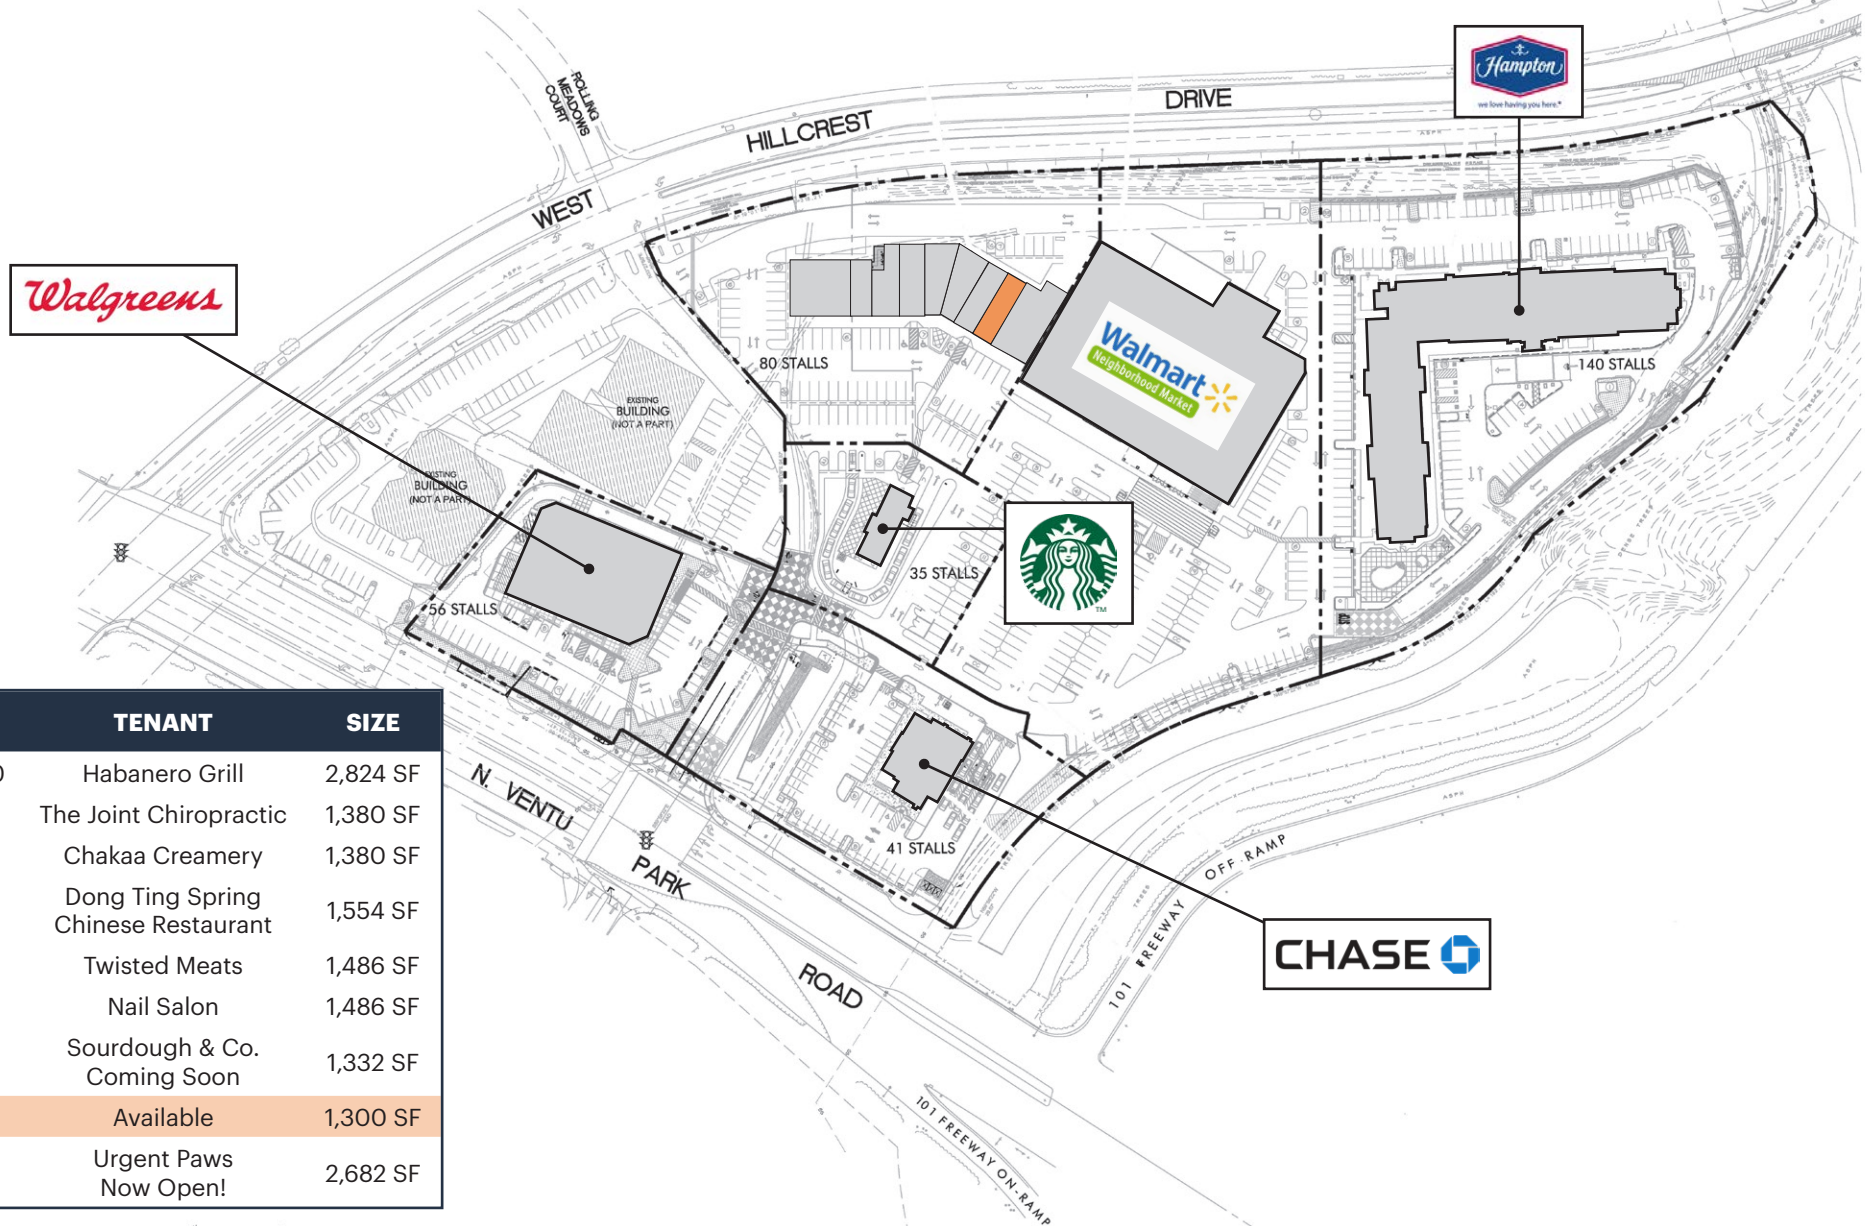 ROLLING
MEADOWS
COURT
WEST
HILLCREST
DRIVE
Hampton
we love having you here.®
Walgreens
Walmart
Neighborhood Market
80 STALLS
140 STALLS
EXISTING
BUILDING
(NOT A PART)
EXISTING
BUILDING
(NOT A PART)
35 STALLS
TM
56 STALLS
41 STALLS
N. VENTU
PARK
ROAD
101 FREEWAY
OFF RAMP
101 FREEWAY ON-RAMP
CHASE
TENANT SIZE
0 Habanero Grill 2,824 SF
The Joint Chiropractic 1,380 SF
Chakaa Creamery 1,380 SF
Dong Ting Spring
Chinese Restaurant 1,554 SF
Twisted Meats 1,486 SF
Nail Salon 1,486 SF
Sourdough & Co.
Coming Soon 1,332 SF
Available 1,300 SF
Urgent Paws
Now Open! 2,682 SF